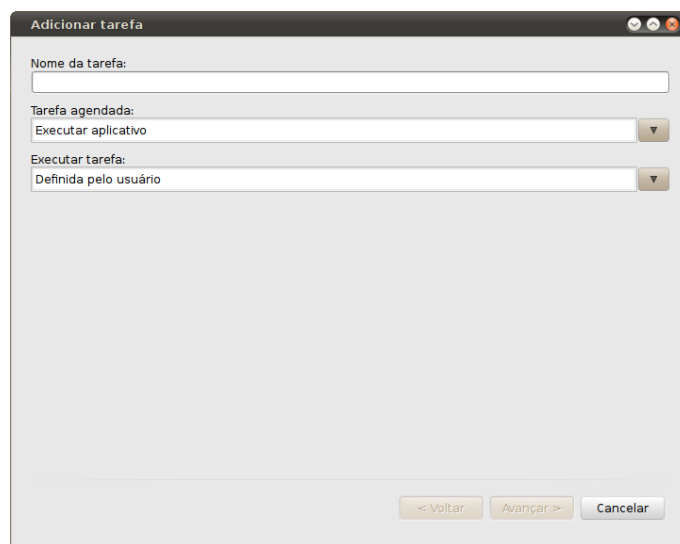 Adicionar tarefa
Nome da tarefa:
Tarefa agendada:
Executar aplicativo
Executar tarefa:
Definida pelo usuário
< Voltar
Avançar >
Cancelar